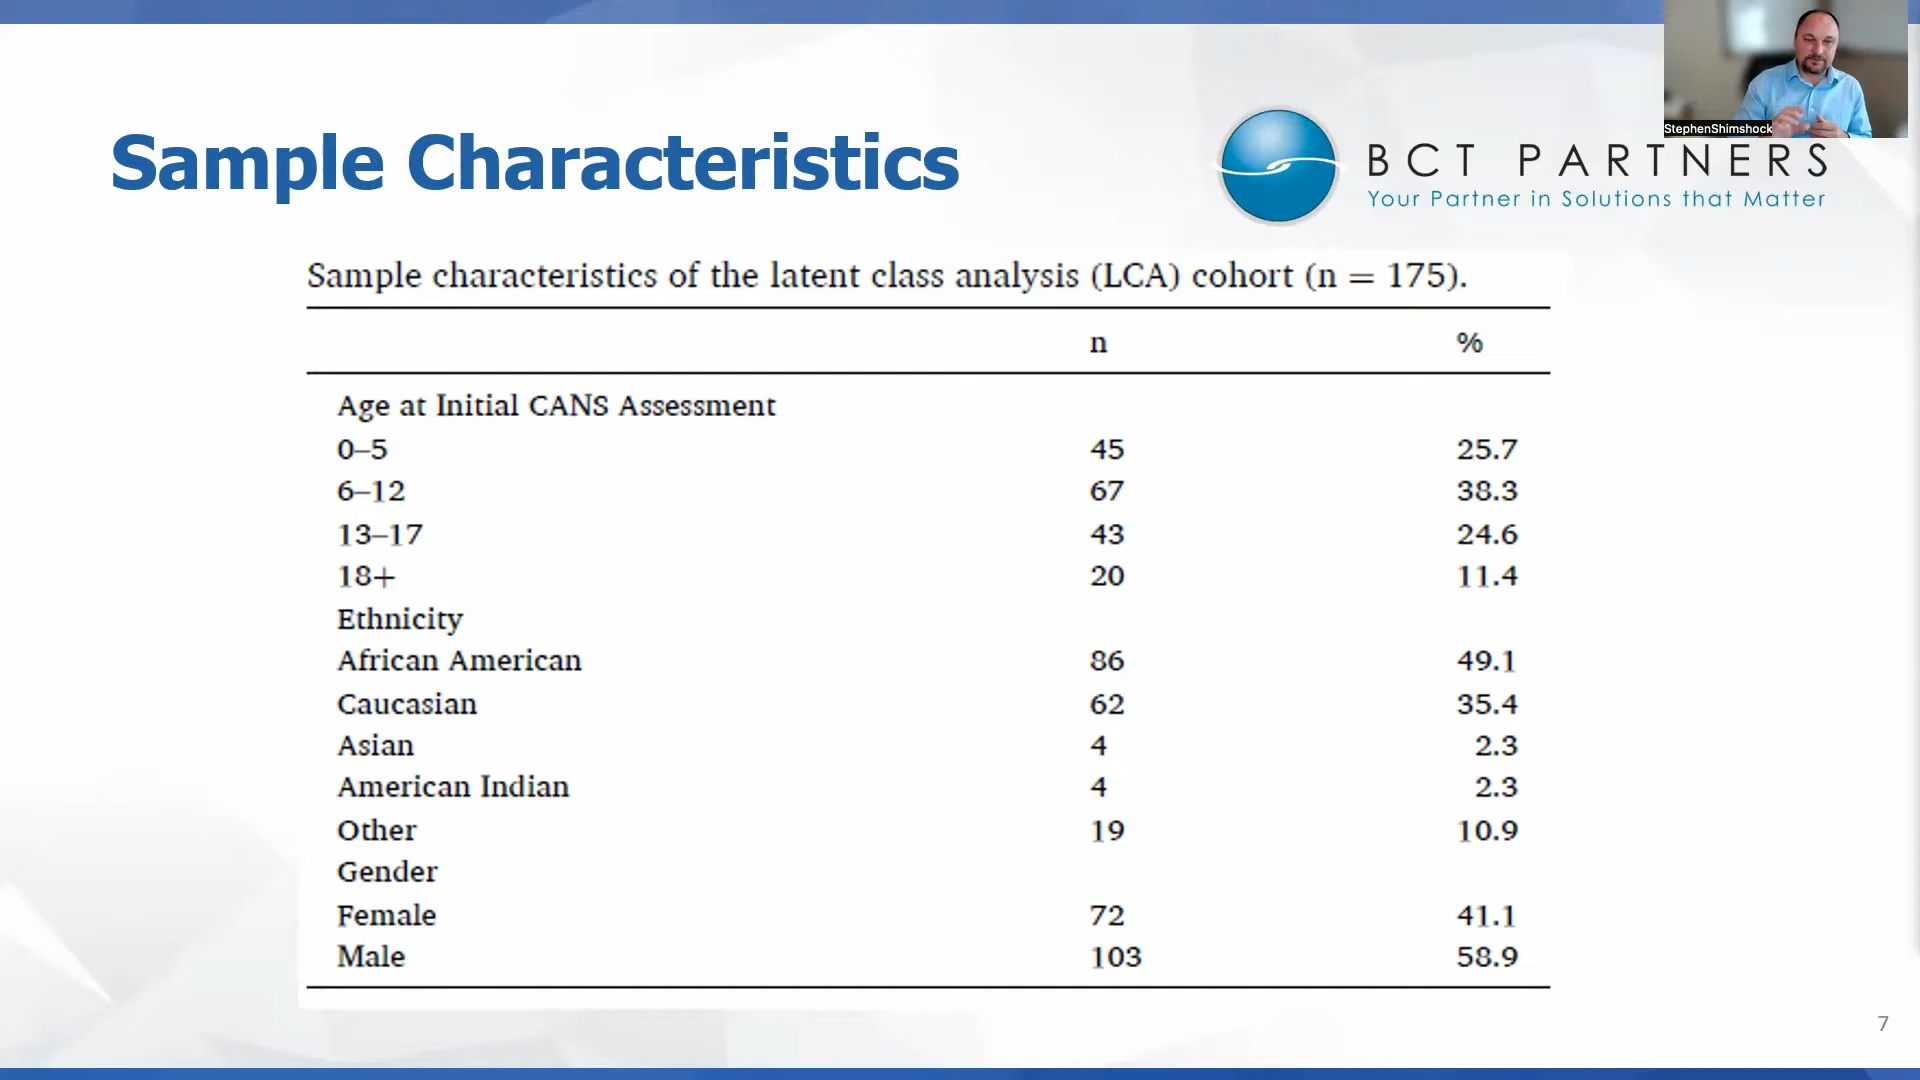 StephenShimshock
Sample Characteristics
BCT PARTNERS
Your Partner in Solutions that Matter
Sample characteristics of the latent class analysis (LCA) cohort (n = 175).
n %
Age at Initial CANS Assessment
0–5 45 25.7
6–12 67 38.3
13–17 43 24.6
18+ 20 11.4
Ethnicity
African American 86 49.1
Caucasian 62 35.4
Asian 4 2.3
American Indian 4 2.3
Other 19 10.9
Gender
Female 72 41.1
Male 103 58.9
7